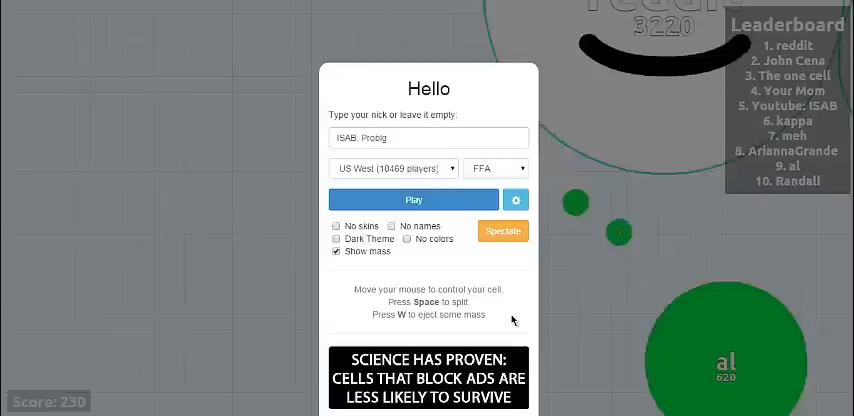 reddit
3220
Leaderboard
1. reddit
2. John Cena
3. The one cell
4. Your Mom
5. Youtube: ISAB
6. kappa
7. meh
8. AriannaGrande
9. al
10. Randall
Hello
Type your nick or leave it empty:
ISAB: Problg
US West (10469 players) FFA
Play
No skins No names
Spectate
Dark Theme No colors
Show mass
Move your mouse to control your cell.
Press Space to split
Press W to eject some mass
SCIENCE HAS PROVEN:
CELLS THAT BLOCK ADS ARE
LESS LIKELY TO SURVIVE
al
620
Score: 230